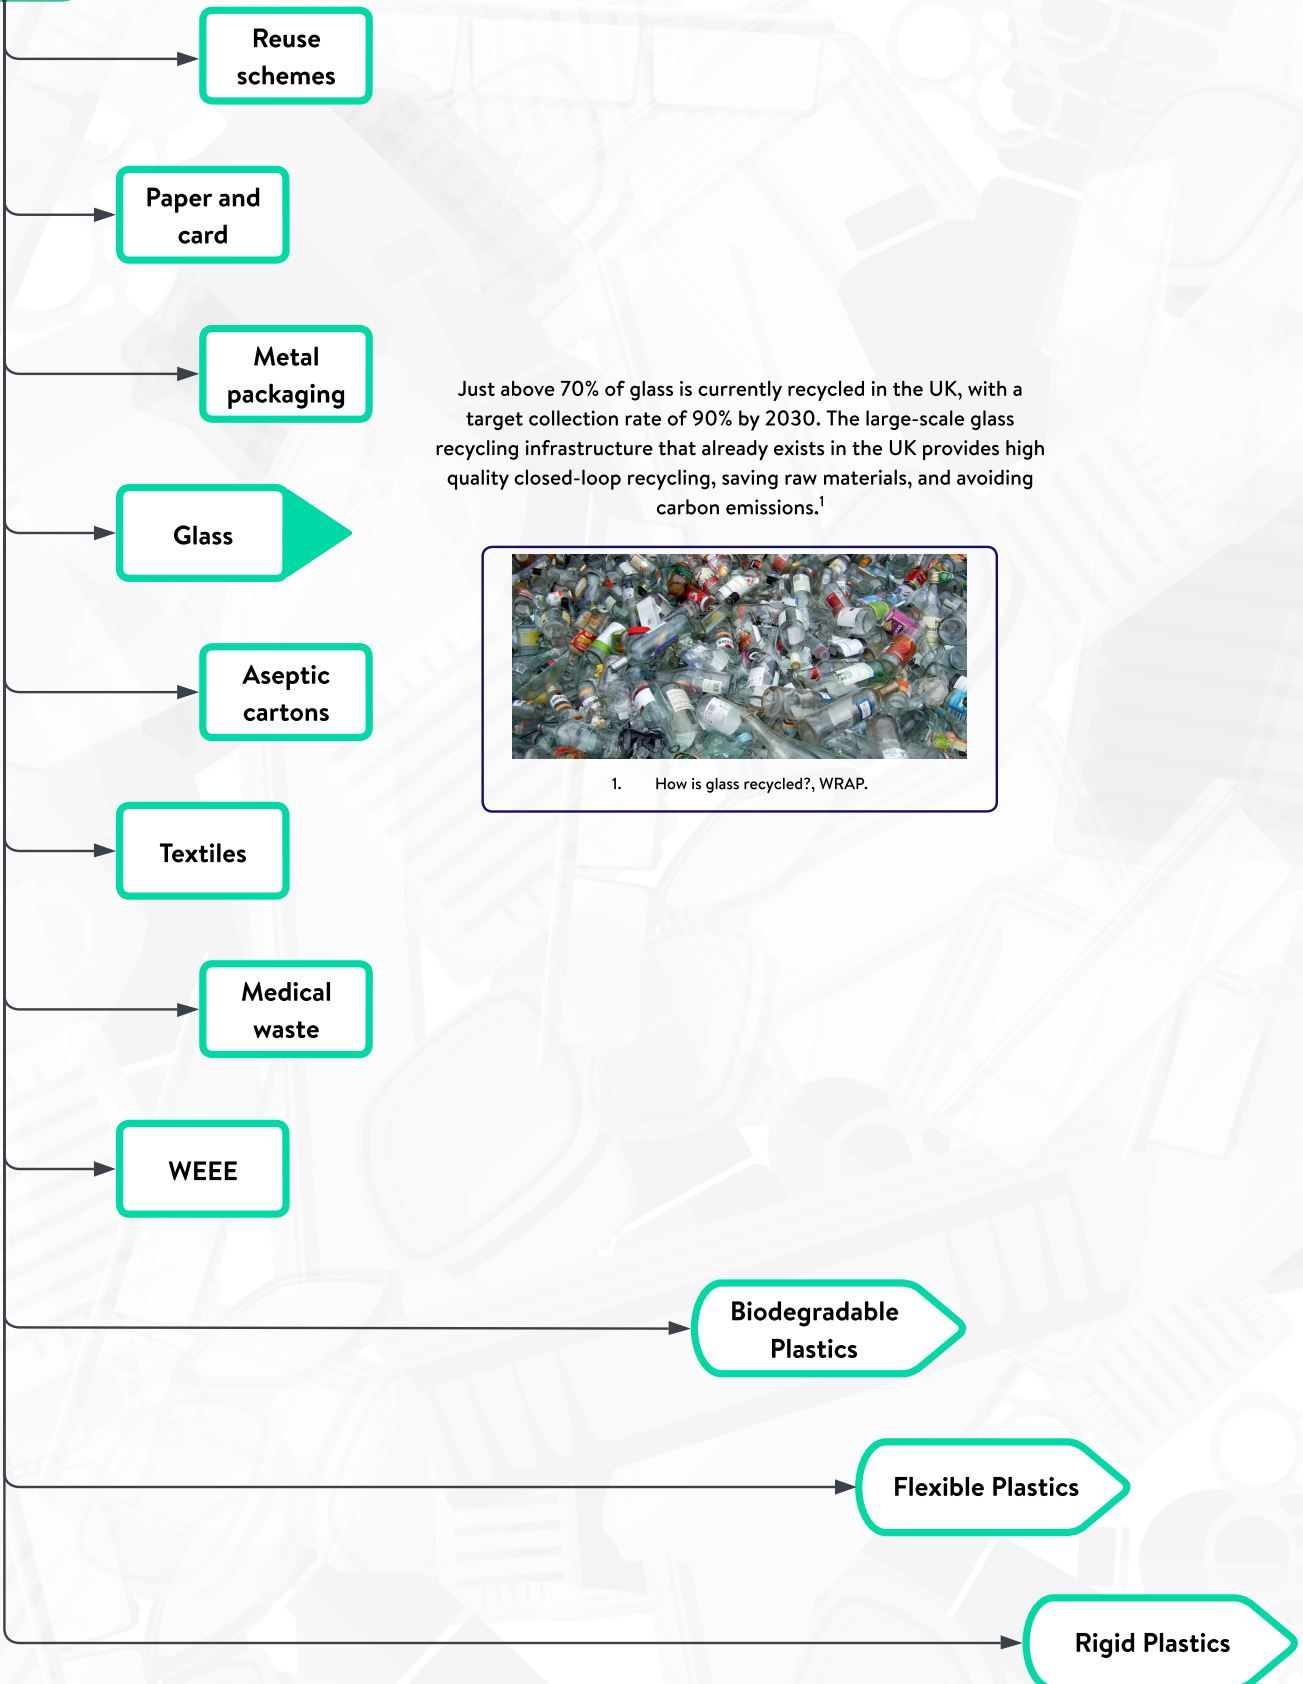 Reuse
schemes
Paper and
card
Metal
packaging
Just above 70% of glass is currently recycled in the UK, with a
target collection rate of 90% by 2030. The large-scale glass
recycling infrastructure that already exists in the UK provides high
quality closed-loop recycling, saving raw materials, and avoiding
carbon emissions.¹
Glass
Aseptic
cartons
1. How is glass recycled?, WRAP.
Textiles
Medical
waste
WEEE
Biodegradable
Plastics
Flexible Plastics
Rigid Plastics